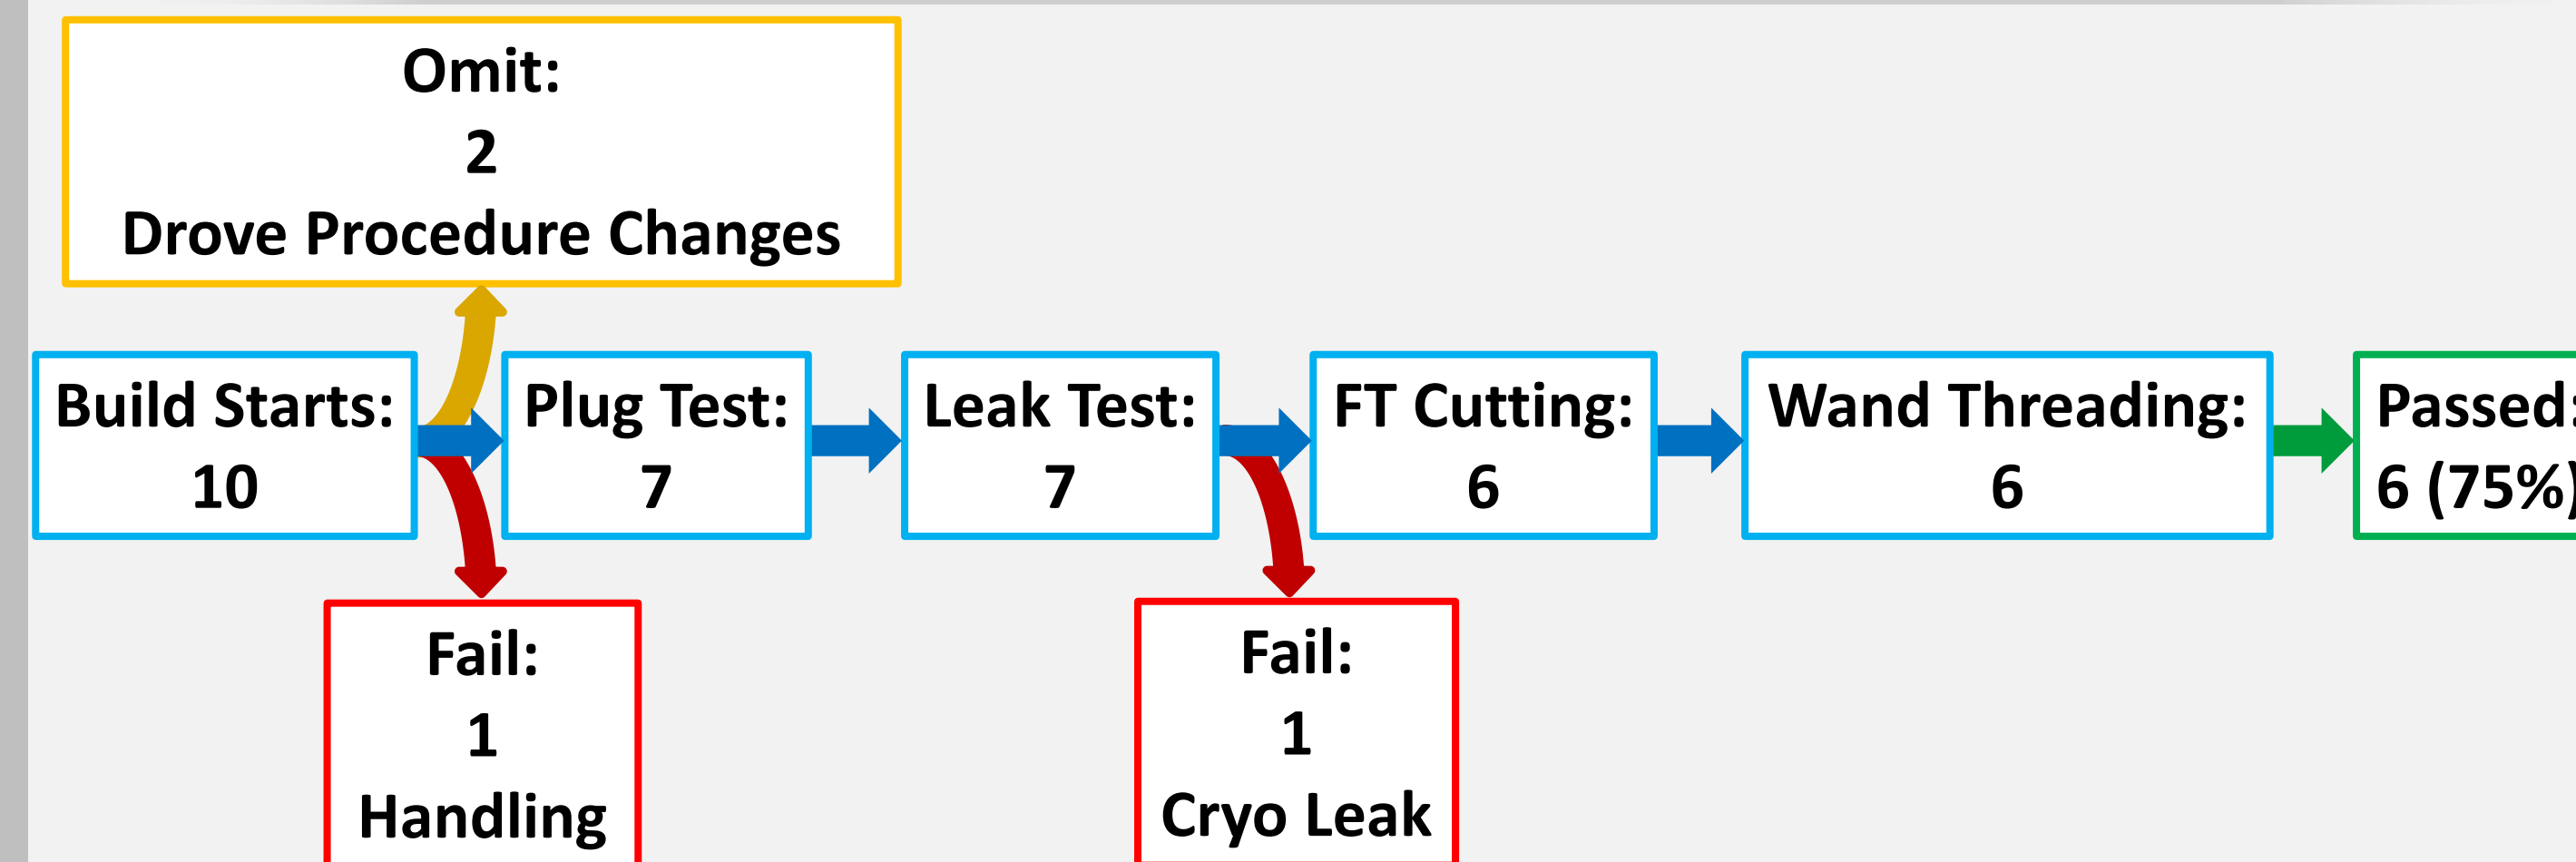 Omit:
2
Drove Procedure Changes
Build Starts:
10
Plug Test:
7
Leak Test:
7
FT Cutting:
6
Wand Threading:
6
Passed:
6 (75%)
Fail:
1
Handling
Fail:
1
Cryo Leak